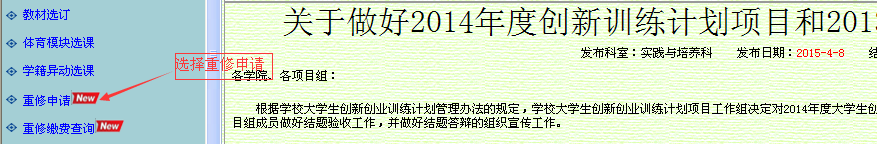 教材选订
体育模块选课
学籍异动选课
重修申请 New
重修缴费查询 New
选择重修申请
关于做好2014年度创新训练计划项目和201
发布科室：实践与培养科 发布日期：2015-4-8 结
各学院、各项目组：
根据学校大学生创新创业训练计划管理办法的规定，学校大学生创新创业训练计划项目工作组决定对2014年度大学生创
目组成员做好结题验收工作，并做好结题答辩的组织宣传工作。